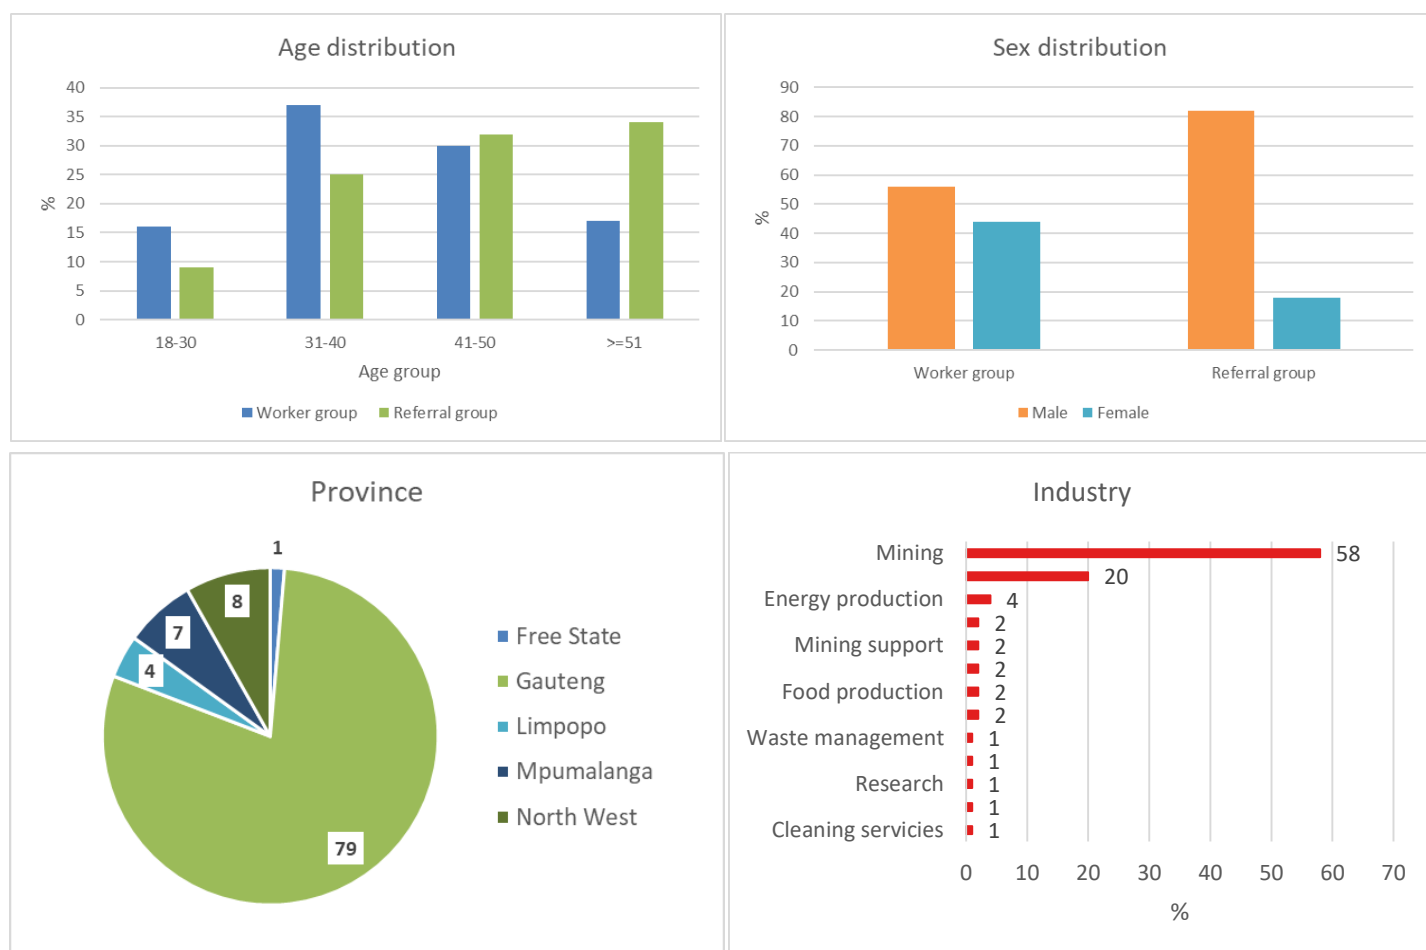 Age distribution
40
35
30
25
20
15
10
5
0
%
18-30 31-40 41-50 >=51
Age group
Worker group Referral group
Sex distribution
90
80
70
60
50
40
30
20
10
0
%
Worker group Referral group
Male Female
Province
1
8
7
4
79
Free State
Gauteng
Limpopo
Mpumalanga
North West
Industry
Mining 58
20
Energy production 4
2
Mining support 2
2
Food production 2
2
Waste management 1
1
Research 1
1
Cleaning servicies 1
0 10 20 30 40 50 60 70
%